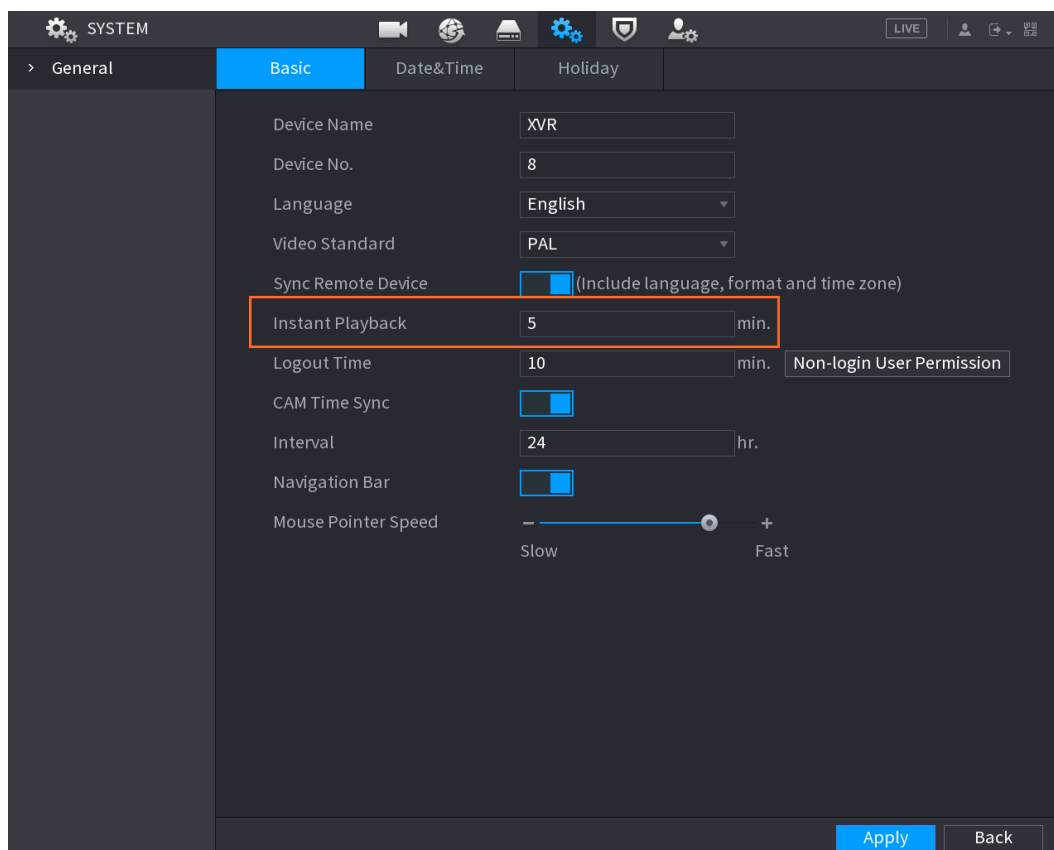 SYSTEM LIVE
> General Basic Date&Time Holiday
Device Name XVR
Device No. 8
Language English
Video Standard PAL
Sync Remote Device (Include language, format and time zone)
Instant Playback 5 min.
Logout Time 10 min. Non-login User Permission
CAM Time Sync
Interval 24 hr.
Navigation Bar
Mouse Pointer Speed − +
Slow Fast
Apply Back